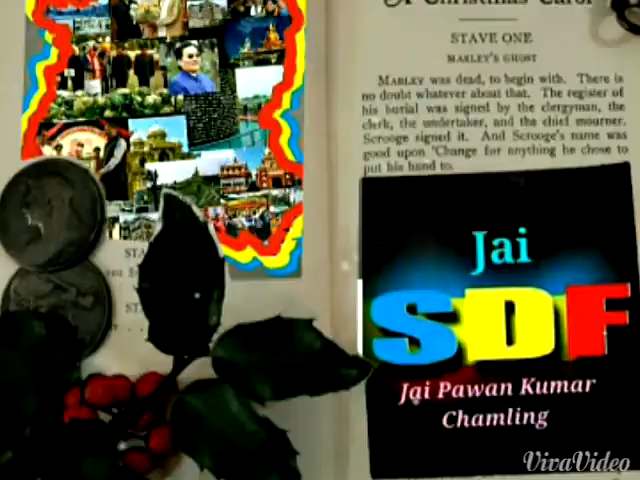 A Christmas Carol
STAVE ONE
MARLEY'S GHOST
MARLEY was dead, to begin with. There is
no doubt whatever about that. The register of
his burial was signed by the clergyman, the
clerk, the undertaker, and the chief mourner.
Scrooge signed it. And Scrooge's name was
good upon 'Change for anything he chose to
put his hand to.
STA
STA
Jai
SDF
Jai Pawan Kumar
Chamling
VivaVideo